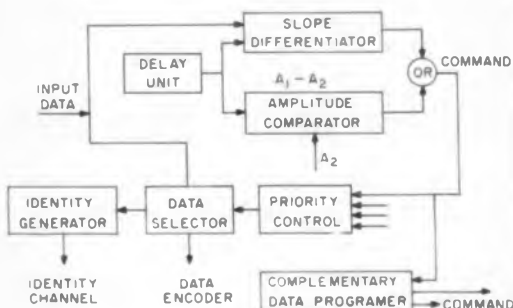 SLOPE
DIFFERENTIATOR
DELAY
UNIT
OR
COMMAND
A1 – A2
INPUT
DATA
AMPLITUDE
COMPARATOR
A2
IDENTITY
GENERATOR
DATA
SELECTOR
PRIORITY
CONTROL
IDENTITY
CHANNEL
DATA
ENCODER
COMPLEMENTARY
DATA PROGRAMER
COMMAND